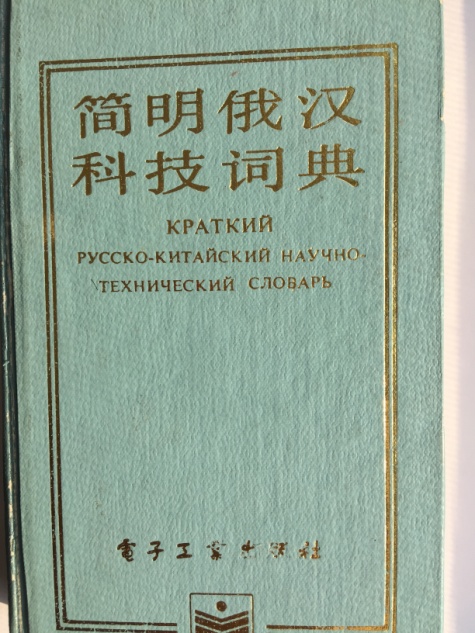 简明俄汉
科技词典
КРАТКИЙ
РУССКО-КИТАЙСКИЙ НАУЧНО-
ТЕХНИЧЕСКИЙ СЛОВАРЬ
電子工業出版社